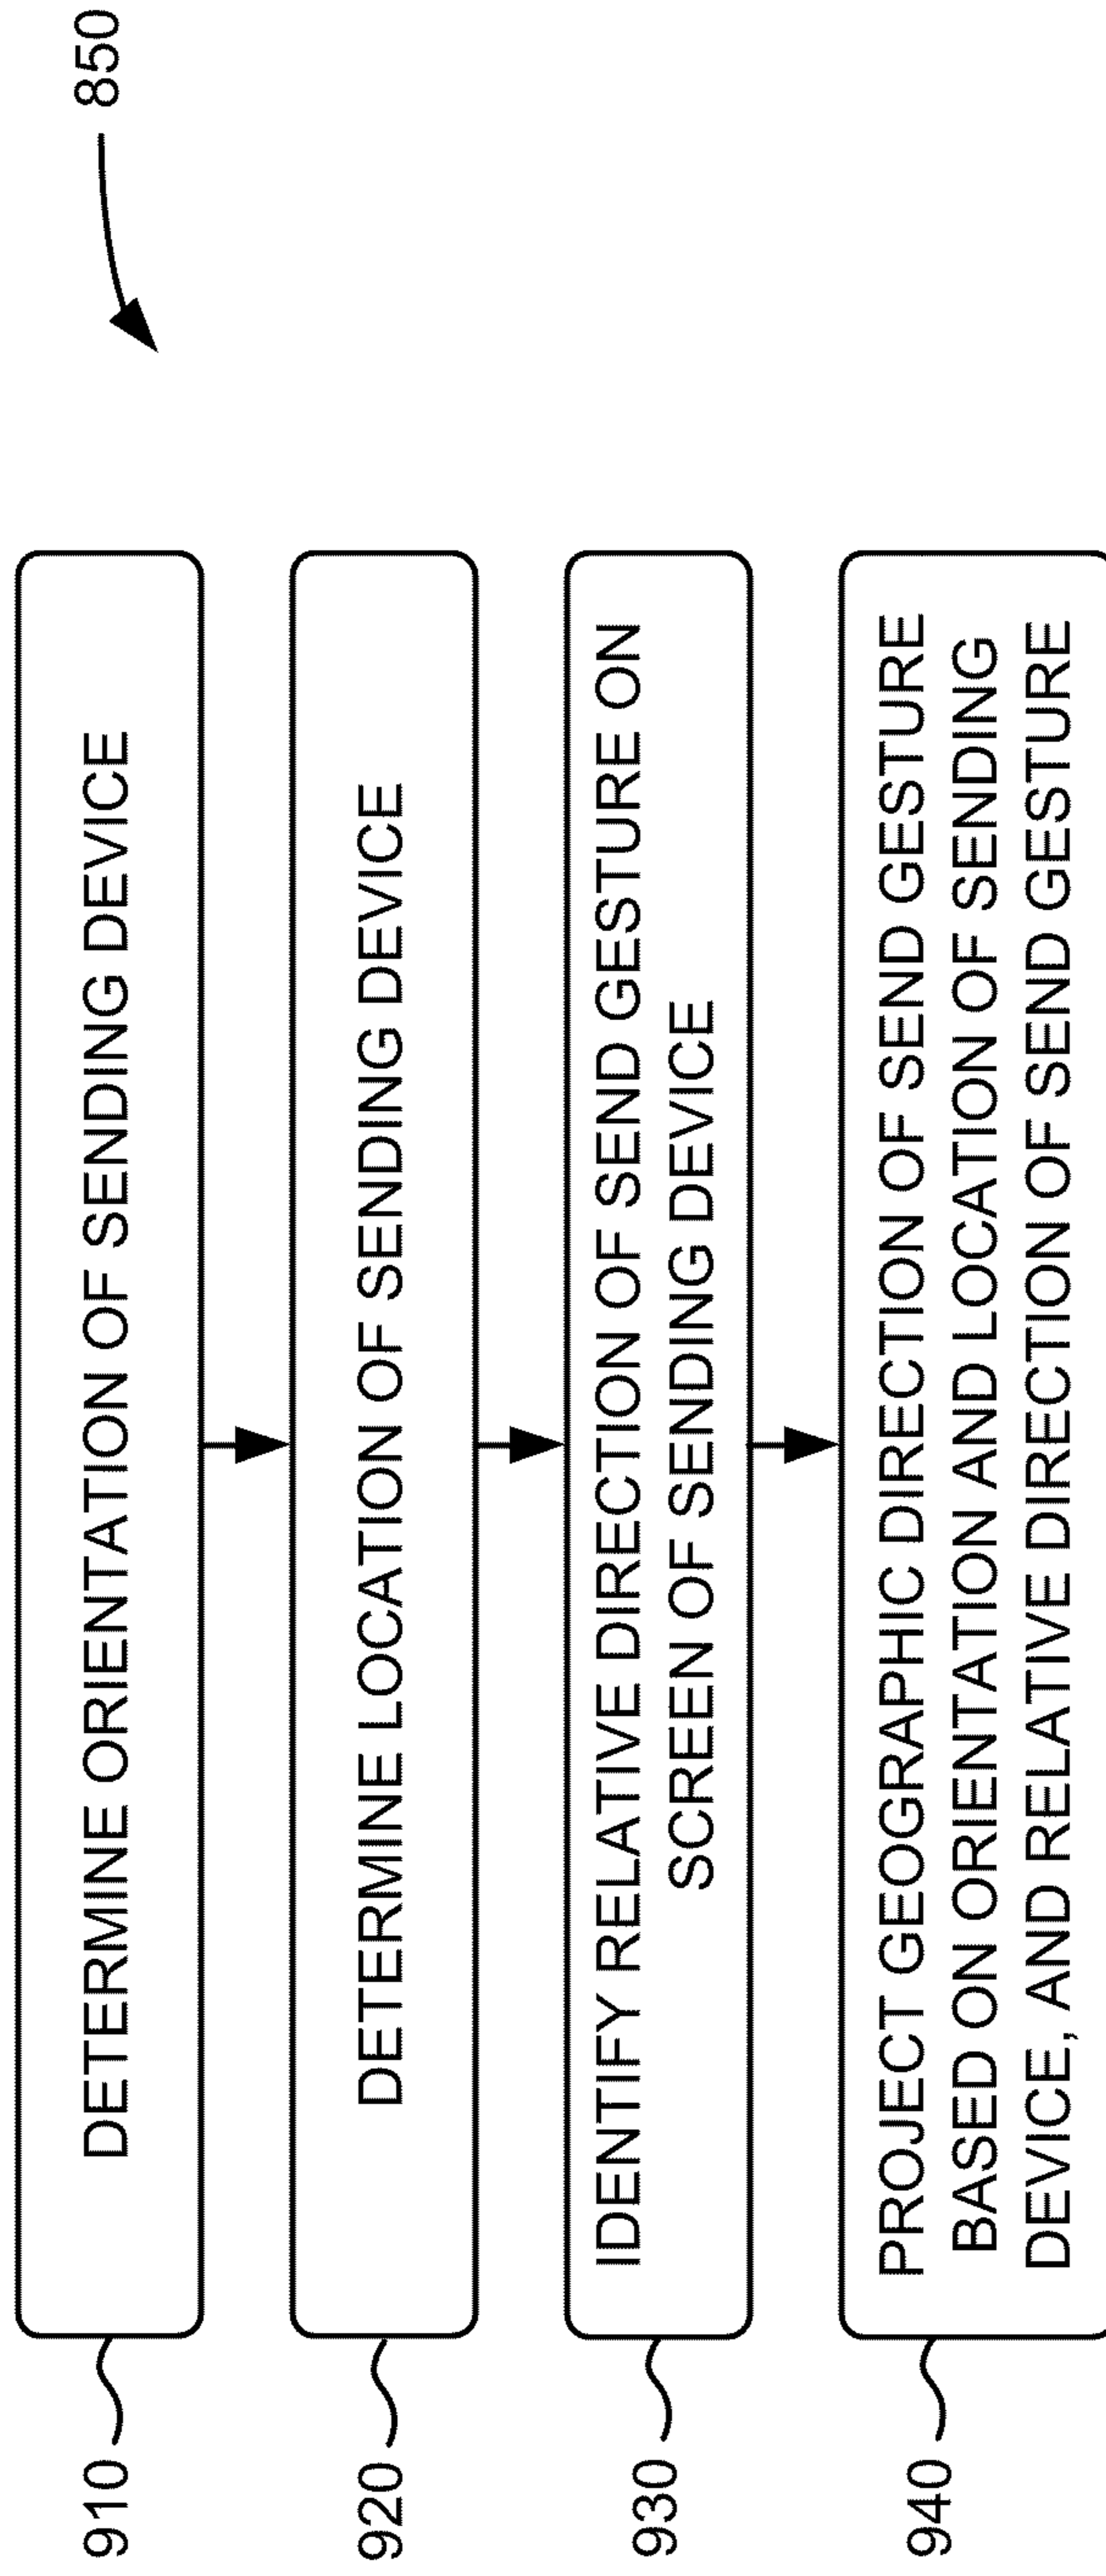 850
910
DETERMINE ORIENTATION OF SENDING DEVICE
920
DETERMINE LOCATION OF SENDING DEVICE
930
IDENTIFY RELATIVE DIRECTION OF SEND GESTURE ON
SCREEN OF SENDING DEVICE
940
PROJECT GEOGRAPHIC DIRECTION OF SEND GESTURE
BASED ON ORIENTATION AND LOCATION OF SENDING
DEVICE, AND RELATIVE DIRECTION OF SEND GESTURE